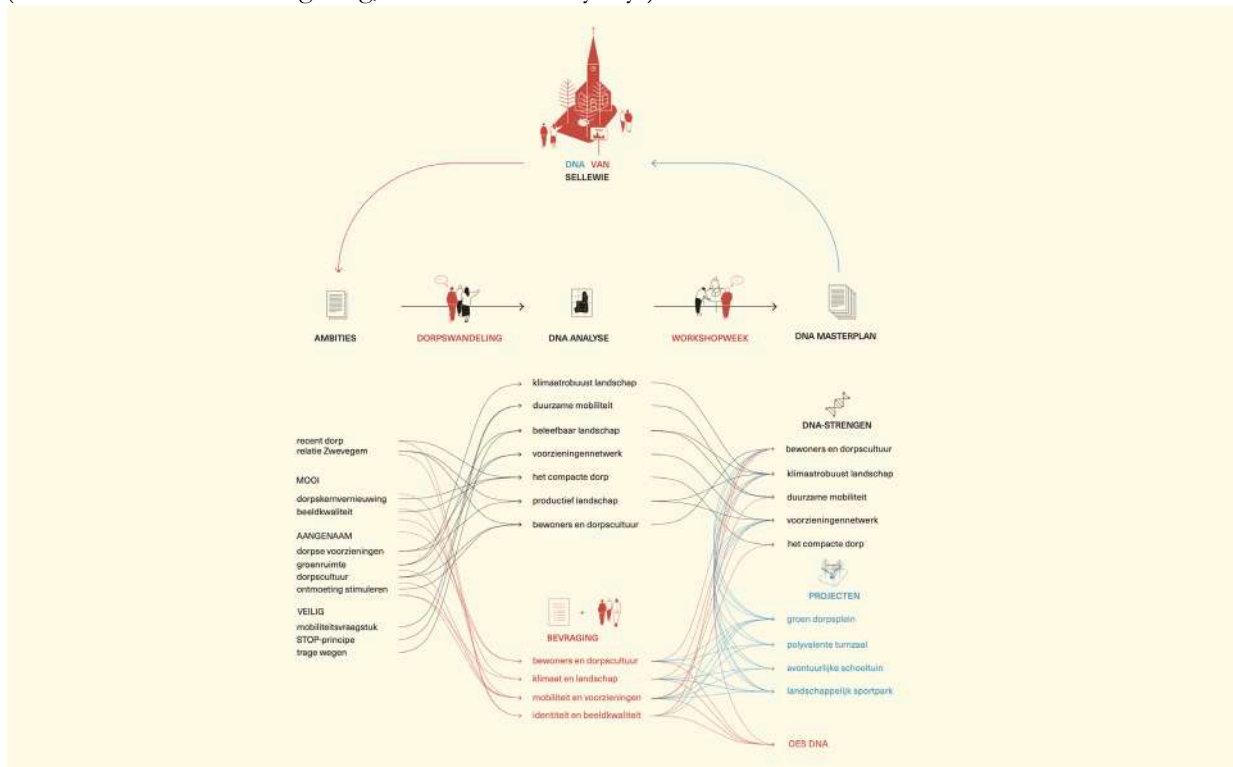 DNA VAN
SELLEWIE
AMBITIES
DORPSWANDELING
DNA ANALYSE
WORKSHOPWEEK
DNA MASTERPLAN
recent dorp
relatie Zwevegem
MOOI
dorpskernvernieuwing
beeldkwaliteit
AANGENAAM
dorpse voorzieningen
groenruimte
dorpscultuur
ontmoeting stimuleren
VEILIG
mobiliteitsvraagstuk
STOP-principe
trage wegen
klimaatrobuust landschap
duurzame mobiliteit
beleefbaar landschap
voorzieningennetwerk
het compacte dorp
productief landschap
bewoners en dorpscultuur
+
BEVRAGING
bewoners en dorpscultuur
klimaat en landschap
mobiliteit en voorzieningen
identiteit en beeldkwaliteit
DNA-STRENGEN
bewoners en dorpscultuur
klimaatrobuust landschap
duurzame mobiliteit
voorzieningennetwerk
het compacte dorp
PROJECTEN
groen dorpsplein
polyvalente turnzaal
avontuurlijke schooltuin
landschappelijk sportpark
OES DNA